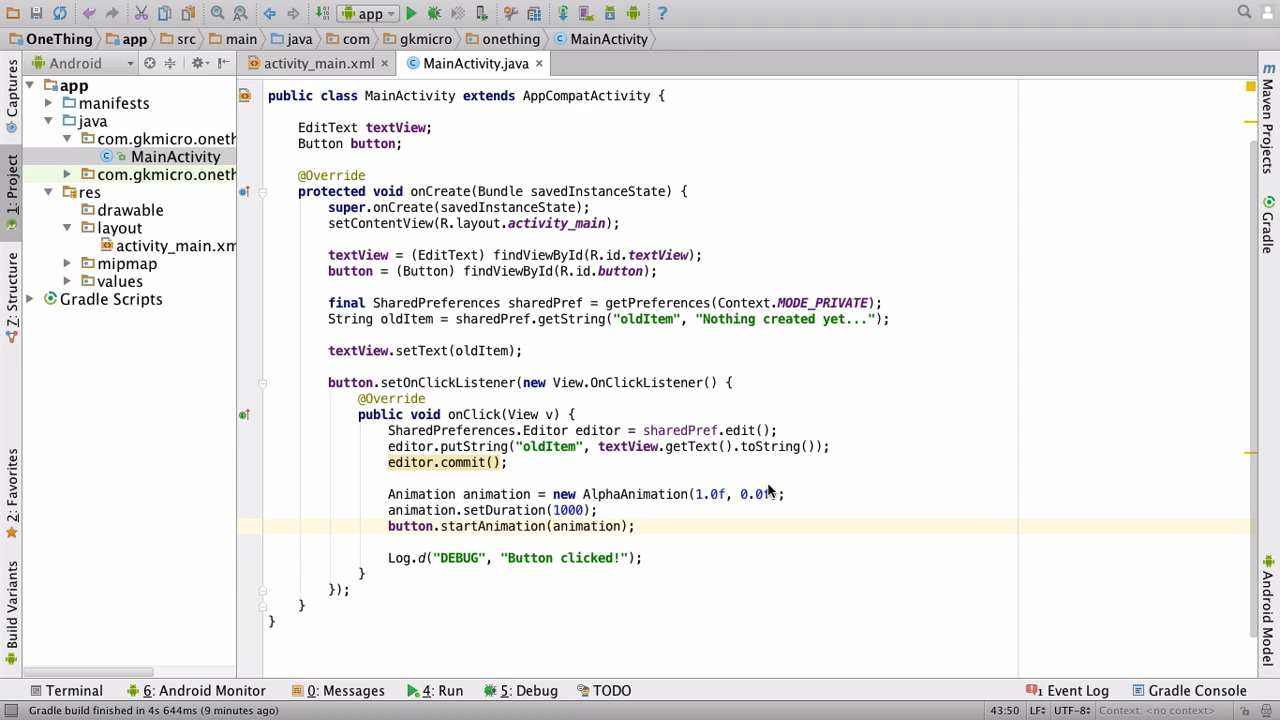 app
OneThing app src main java com gkmicro onething MainActivity
Captures
1: Project
7: Structure
2: Favorites
Build Variants
Android
app
manifests
java
com.gkmicro.oneth
MainActivity
com.gkmicro.oneth
res
drawable
layout
activity_main.xm
mipmap
values
Gradle Scripts
activity_main.xml MainActivity.java
public class MainActivity extends AppCompatActivity {
EditText textView;
Button button;
@Override
protected void onCreate(Bundle savedInstanceState) {
super.onCreate(savedInstanceState);
setContentView(R.layout.activity_main);
textView = (EditText) findViewById(R.id.textView);
button = (Button) findViewById(R.id.button);
final SharedPreferences sharedPref = getPreferences(Context.MODE_PRIVATE);
String oldItem = sharedPref.getString("oldItem", "Nothing created yet...");
textView.setText(oldItem);
button.setOnClickListener(new View.OnClickListener() {
@Override
public void onClick(View v) {
SharedPreferences.Editor editor = sharedPref.edit();
editor.putString("oldItem", textView.getText().toString());
editor.commit();
Animation animation = new AlphaAnimation(1.0f, 0.0f);
animation.setDuration(1000);
button.startAnimation(animation);
Log.d("DEBUG", "Button clicked!");
}
});
}
}
m Maven Projects
Gradle
Android Model
Terminal 6: Android Monitor 0: Messages 4: Run 5: Debug TODO 1 Event Log Gradle Console
Gradle build finished in 4s 644ms (9 minutes ago) 43:50 LF UTF-8 Context: <no context>